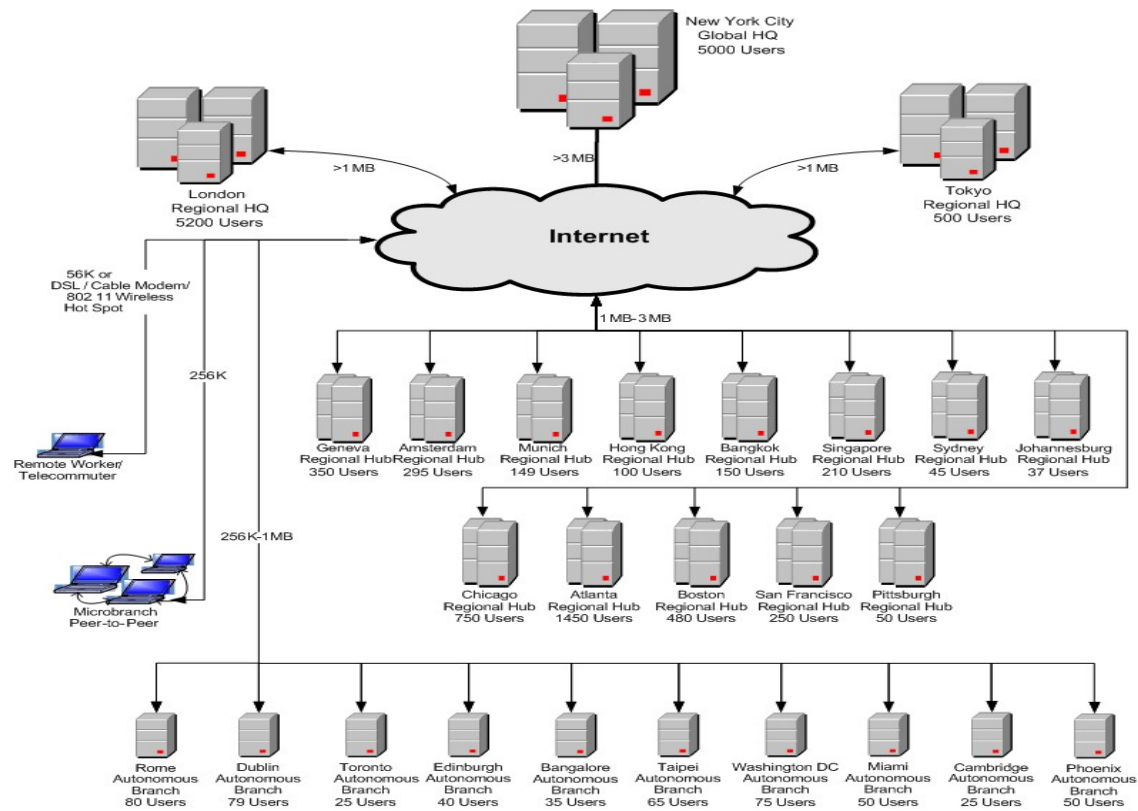 New York City
Global HQ
5000 Users
>3 MB
>1 MB
>1 MB
London
Regional HQ
5200 Users
Tokyo
Regional HQ
500 Users
Internet
56K or
DSL / Cable Modem/
802 11 Wireless
Hot Spot
1 MB-3 MB
256K
Remote Worker/
Telecommuter
Geneva
Regional Hub
350 Users
Amsterdam
Regional Hub
295 Users
Munich
Regional Hub
149 Users
Hong Kong
Regional Hub
100 Users
Bangkok
Regional Hub
150 Users
Singapore
Regional Hub
210 Users
Sydney
Regional Hub
45 Users
Johannesburg
Regional Hub
37 Users
256K-1MB
Microbranch
Peer-to-Peer
Chicago
Regional Hub
750 Users
Atlanta
Regional Hub
1450 Users
Boston
Regional Hub
480 Users
San Francisco
Regional Hub
250 Users
Pittsburgh
Regional Hub
50 Users
Rome
Autonomous
Branch
80 Users
Dublin
Autonomous
Branch
79 Users
Toronto
Autonomous
Branch
25 Users
Edinburgh
Autonomous
Branch
40 Users
Bangalore
Autonomous
Branch
35 Users
Taipei
Autonomous
Branch
65 Users
Washington DC
Autonomous
Branch
75 Users
Miami
Autonomous
Branch
50 Users
Cambridge
Autonomous
Branch
25 Users
Phoenix
Autonomous
Branch
50 Users